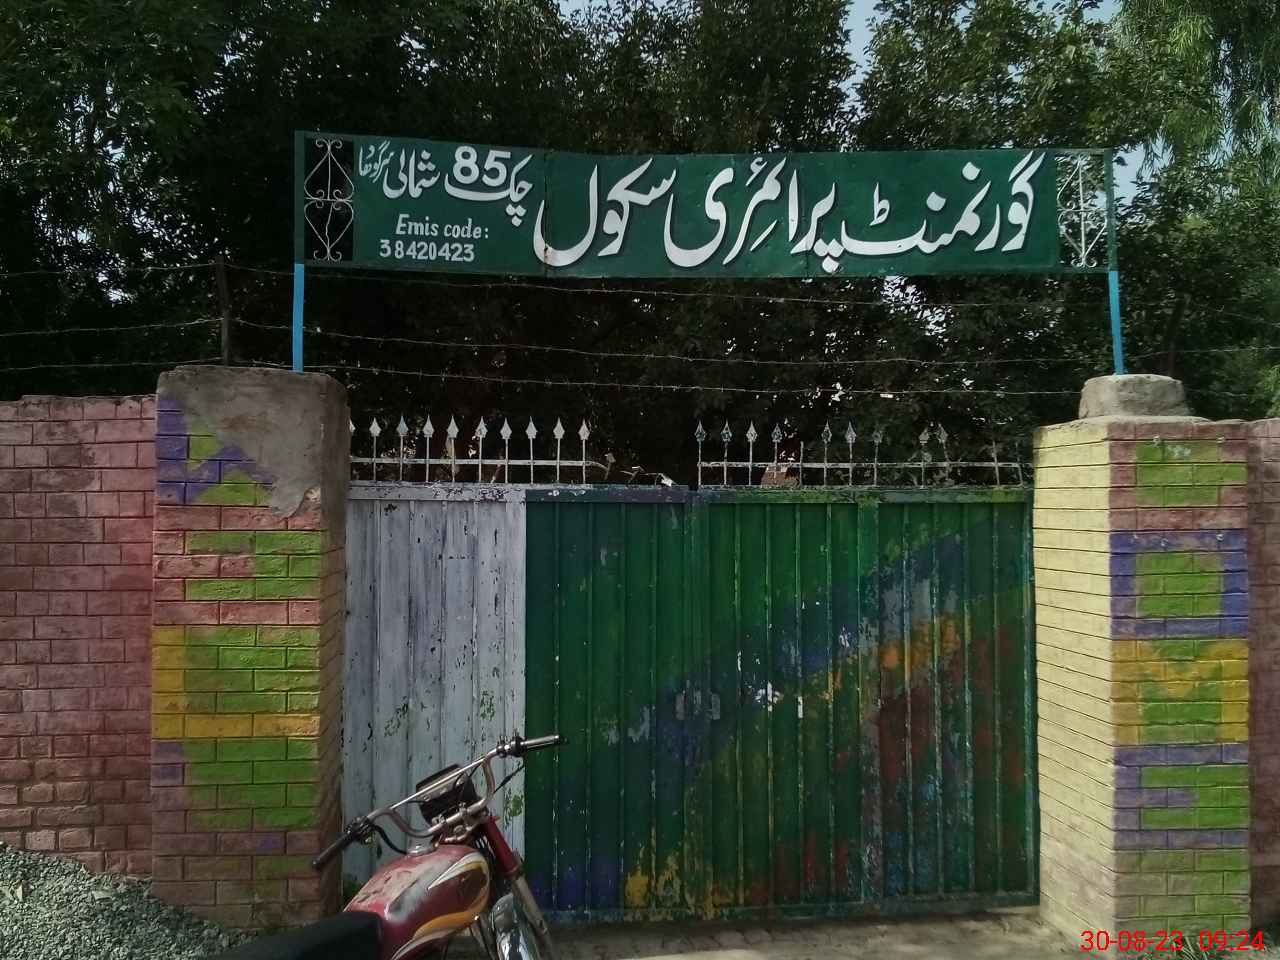 گورنمنٹ پرائمری سکول
چک 85 شمالی سرگودھا
Emis code:
38420423
30-08-23 09:24